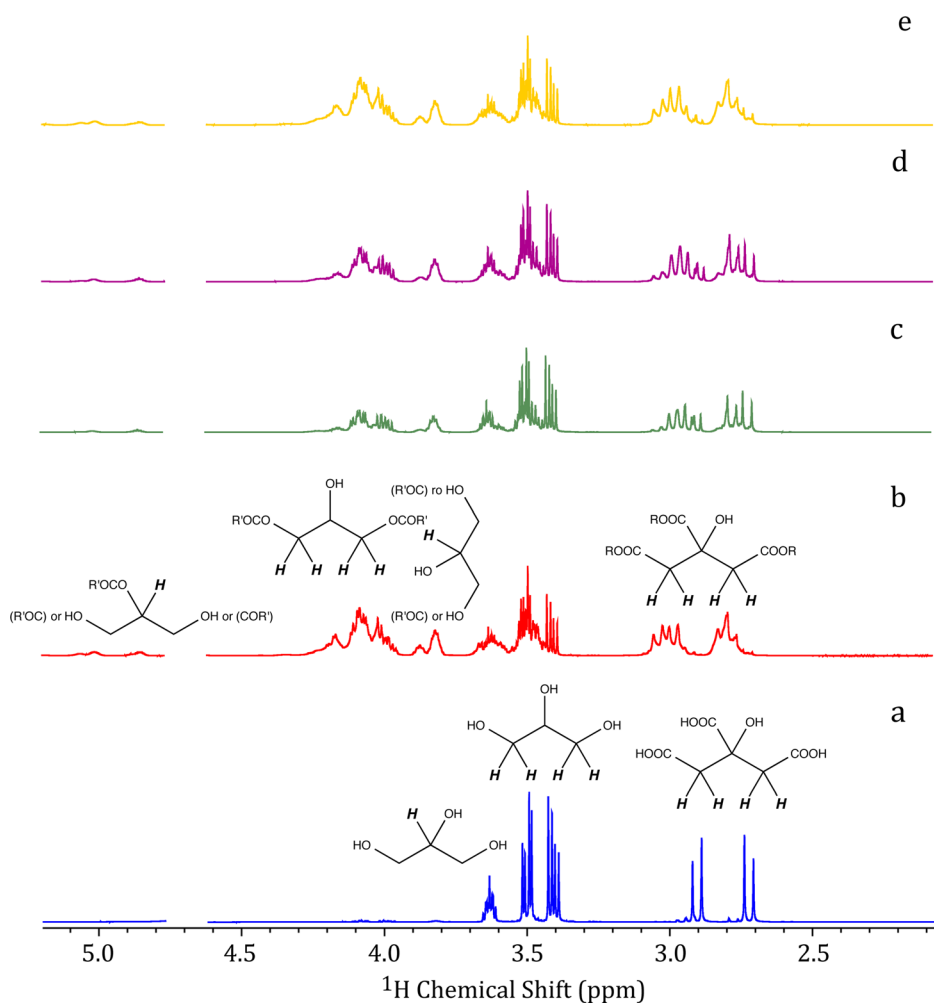 e
d
c
b
OH
R'OCO
OCOR'
H
H
H
H
(R'OC) ro HO
H
HO
(R'OC) or HO
ROOC
OH
ROOC
COOR
H
H
H
H
R'OCO
H
(R'OC) or HO
OH or (COR')
a
OH
HO
OH
H
H
H
H
HOOC
OH
HOOC
COOH
H
H
H
H
H
OH
HO
OH
5.0 4.5 4.0 3.5 3.0 2.5
1H Chemical Shift (ppm)